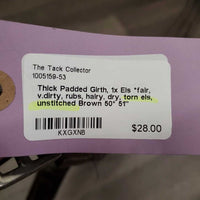 The Tack Collector
1005159-53
Thick Padded Girth, 1x Els *fair,
v.dirty, rubs, hairy, dry, torn els,
unstitched Brown 50" 51"
KXGXNB
$28.00